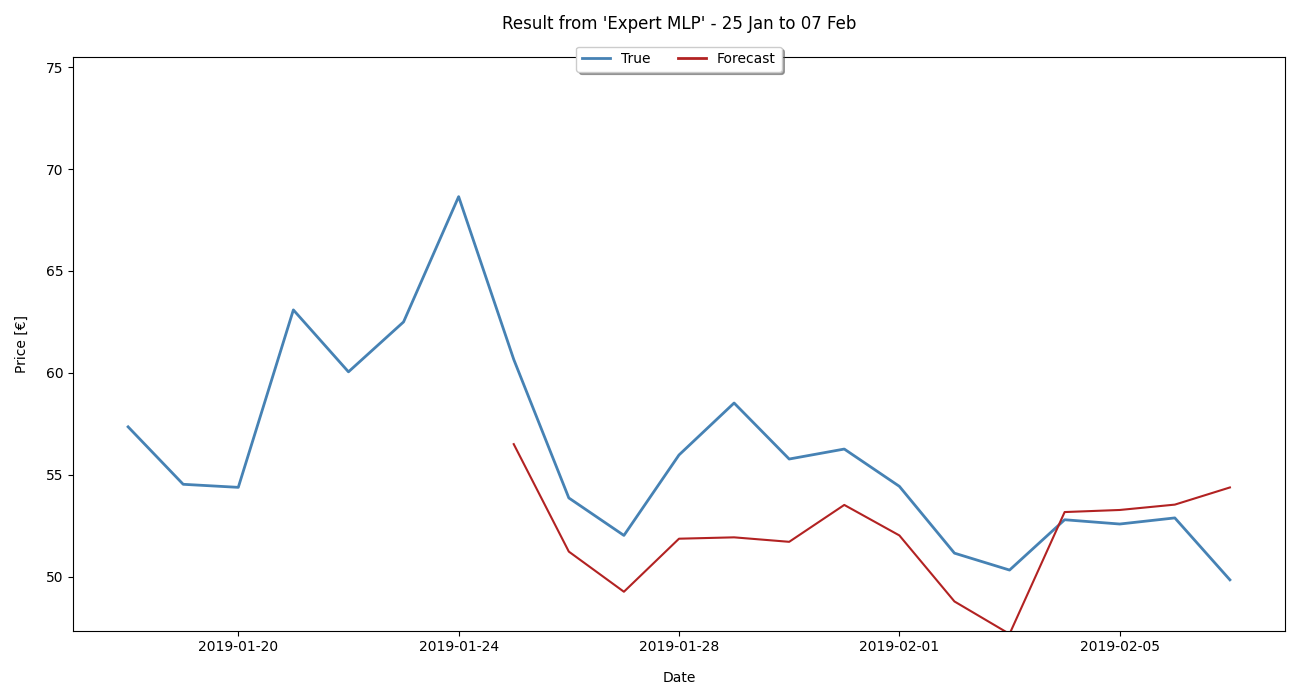 Result from 'Expert MLP' - 25 Jan to 07 Feb
True Forecast
75
70
65
60
55
50
Price [€]
2019-01-20 2019-01-24 2019-01-28 2019-02-01 2019-02-05
Date